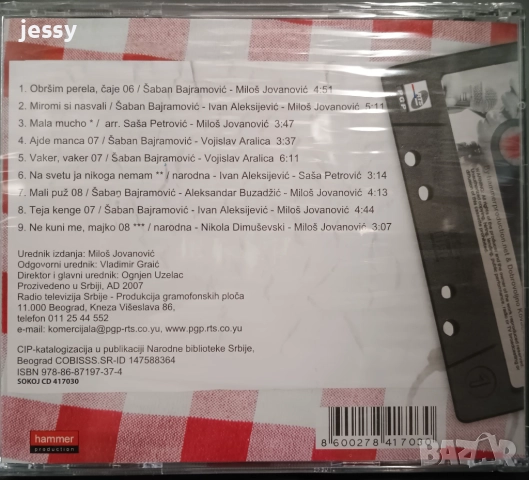 jessy
1. Obršim perela, čaje 06 / Šaban Bajramović - Miloš Jovanović 4:51
2. Miromi si nasvali / Šaban Bajramović - Ivan Aleksijević - Miloš Jovanović 5:11
3. Mala mucho * / arr. Saša Petrović - Miloš Jovanović 3:47
4. Ajde manca 07 / Šaban Bajramović - Vojislav Aralica 3:37
5. Vaker, vaker 07 / Šaban Bajramović - Vojislav Aralica 6:11
6. Na svetu ja nikoga nemam ** / narodna - Ivan Aleksijević - Saša Petrović 3:14
7. Mali puž 08 / Šaban Bajramović - Aleksandar Buzadžić - Miloš Jovanović 4:13
8. Teja kenge 07 / Šaban Bajramović - Ivan Aleksijević - Miloš Jovanović 4:44
9. Ne kuni me, majko 08 *** / narodna - Nikola Dimuševski - Miloš Jovanović 3:07
Urednik izdanja: Miloš Jovanović
Odgovorni urednik: Vladimir Graić
Direktor i glavni urednik: Ognjen Uzelac
Prozivedeno u Srbiji, AD 2007
Radio televizija Srbije - Produkcija gramofonskih ploča
11.000 Beograd, Kneza Višeslava 86,
telefon 011 25 44 552
e-mail: komercijala@pgp-rts.co.yu, www.pgp.rts.co.yu
CIP-katalogizacija u publikaciji Narodne biblioteke Srbije,
Beograd COBISSS.SR-ID 147588364
ISBN 978-86-87197-37-4
SOKOJ CD 417030
hammer
production
8 600278 417030
BAZAR